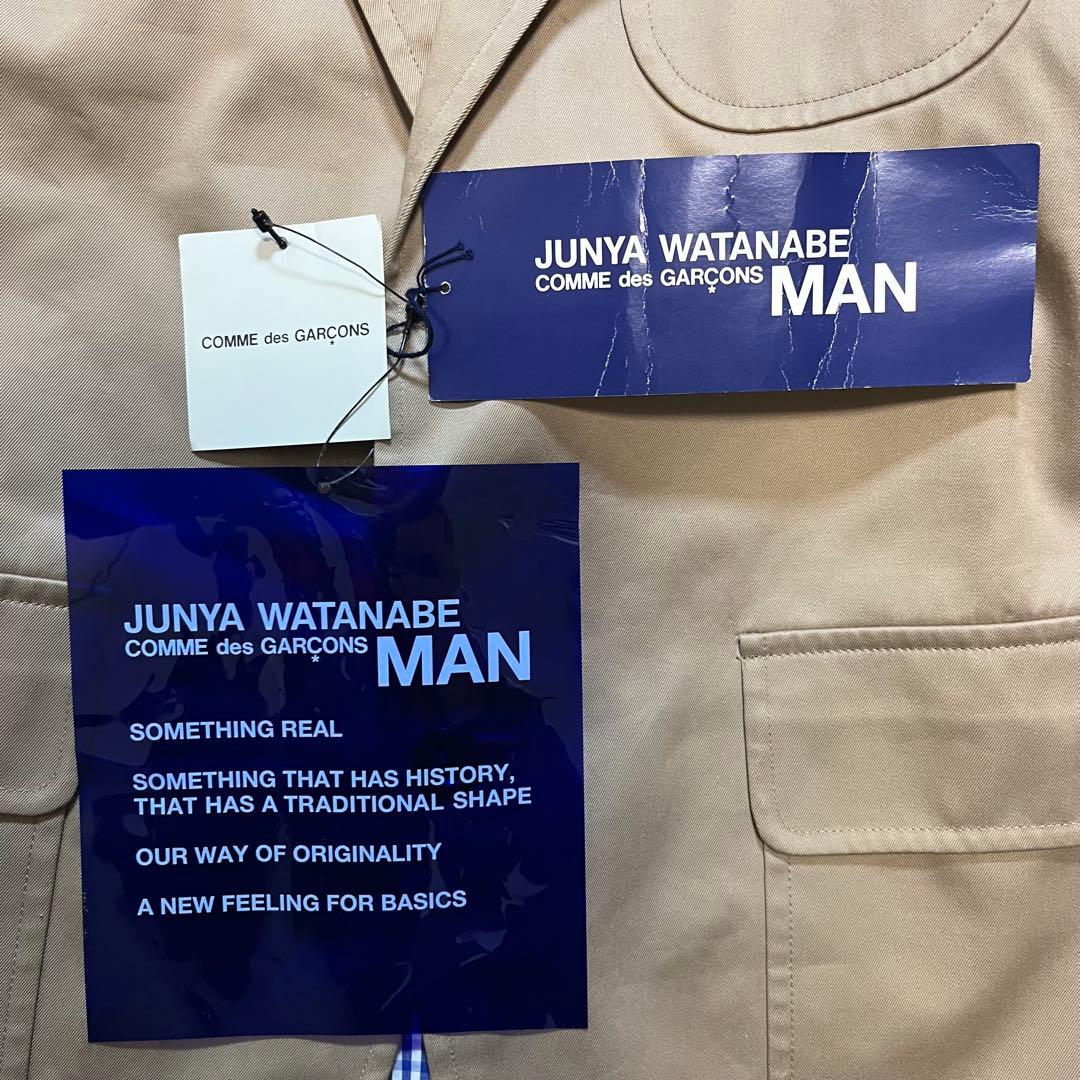 COMME des GARÇONS
*
JUNYA WATANABE
COMME des GARÇONS MAN
*
JUNYA WATANABE
COMME des GARÇONS MAN
*
SOMETHING REAL
SOMETHING THAT HAS HISTORY,
THAT HAS A TRADITIONAL SHAPE
OUR WAY OF ORIGINALITY
A NEW FEELING FOR BASICS